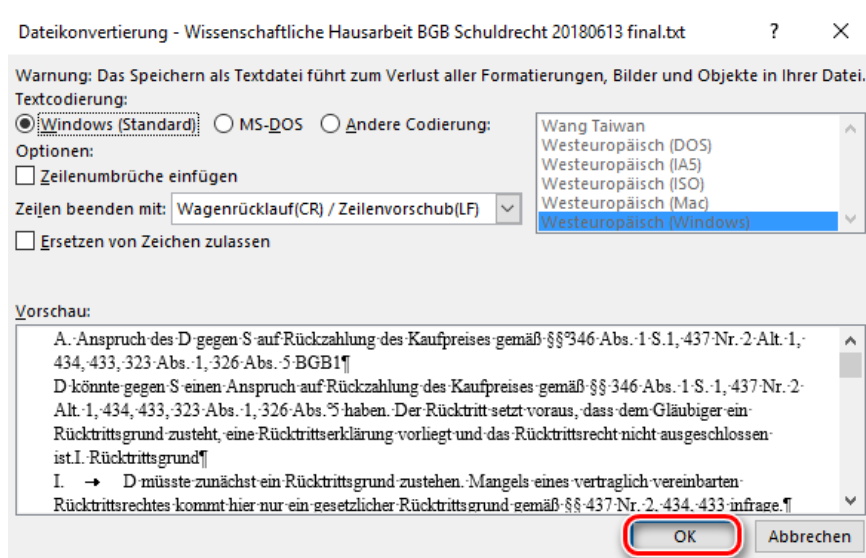 Dateikonvertierung - Wissenschaftliche Hausarbeit BGB Schuldrecht 20180613 final.txt ? ×
Warnung: Das Speichern als Textdatei führt zum Verlust aller Formatierungen, Bilder und Objekte in Ihrer Datei.
Textcodierung:
Windows (Standard) MS-DOS Andere Codierung:
Wang Taiwan
Westeuropäisch (DOS)
Westeuropäisch (IA5)
Westeuropäisch (ISO)
Westeuropäisch (Mac)
Westeuropäisch (Windows)
Optionen:
Zeilenumbrüche einfügen
Zeilen beenden mit: Wagenrücklauf(CR) / Zeilenvorschub(LF)
Ersetzen von Zeichen zulassen
Vorschau:
A.·Anspruch·des·D·gegen·S·auf·Rückzahlung·des·Kaufpreises·gemäß·§§°346·Abs.·1·S.1,·437·Nr.·2·Alt.·1,·
434,·433,·323·Abs.·1,·326·Abs.·5·BGB1¶
D·könnte·gegen·S·einen·Anspruch·auf·Rückzahlung·des·Kaufpreises·gemäß·§§·346·Abs.·1·S.·1,·437·Nr.·2·
Alt.·1,·434,·433,·323·Abs.·1,·326·Abs.°5·haben.·Der·Rücktritt·setzt·voraus,·dass·dem·Gläubiger·ein·
Rücktrittsgrund·zusteht,·eine·Rücktrittserklärung·vorliegt·und·das·Rücktrittsrecht·nicht·ausgeschlossen·
ist.I.·Rücktrittsgrund¶
I. → D·müsste·zunächst·ein·Rücktrittsgrund·zustehen.·Mangels·eines·vertraglich·vereinbarten·
Rücktrittsrechtes·kommt·hier·nur·ein·gesetzlicher·Rücktrittsgrund·gemäß·§§·437·Nr.·2,·434,·433·infrage.¶
OK Abbrechen